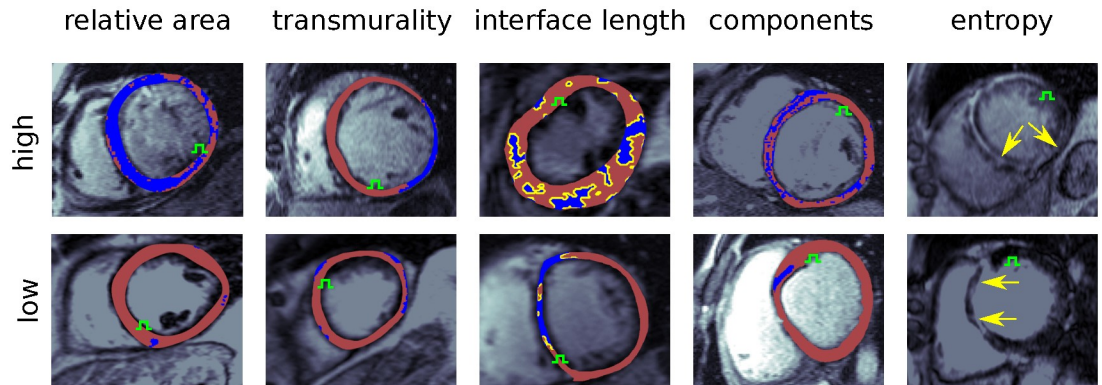 relative area transmurality interface length components entropy
high
low